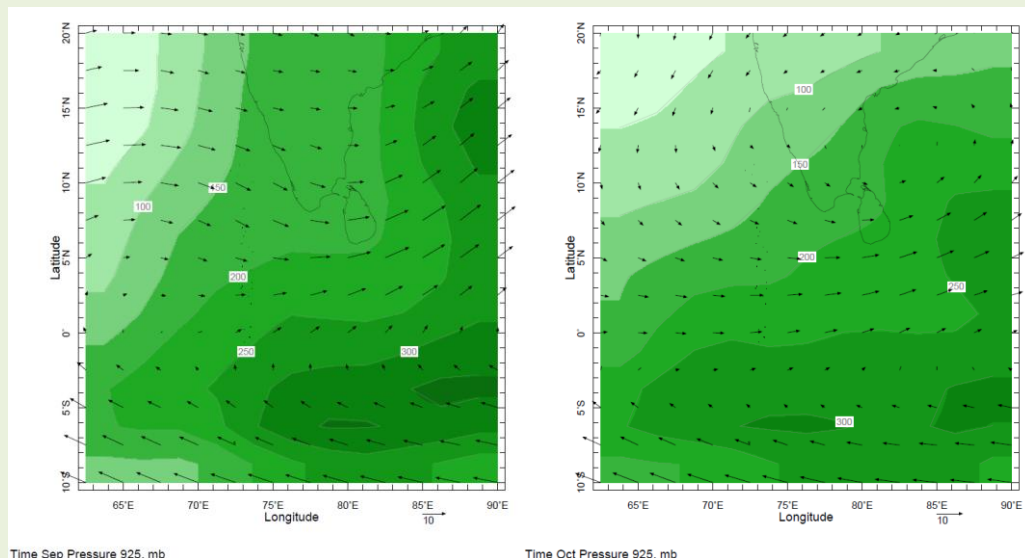 20°N
15°N
10°N
5°N
0°
5°S
10°S
Latitude
100
150
200
250
300
65°E 70°E 75°E 80°E 85°E 90°E
Longitude
10
Time Sep Pressure 925. mb
20°N
15°N
10°N
5°N
0°
5°S
10°S
Latitude
100
150
200
250
300
65°E 70°E 75°E 80°E 85°E 90°E
Longitude
10
Time Oct Pressure 925. mb